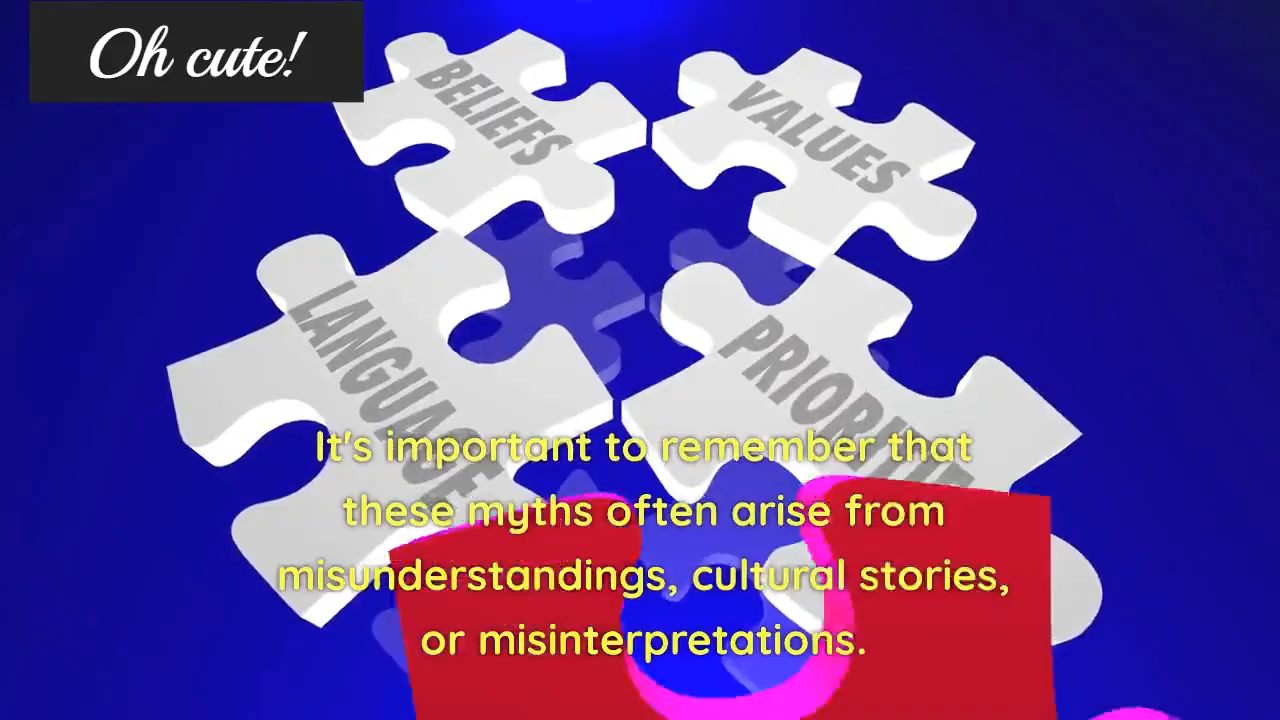 Oh cute!
BELIEFS
VALUES
LANGUAGE
It's important to remember that
these myths often arise from
misunderstandings, cultural stories,
or misinterpretations.